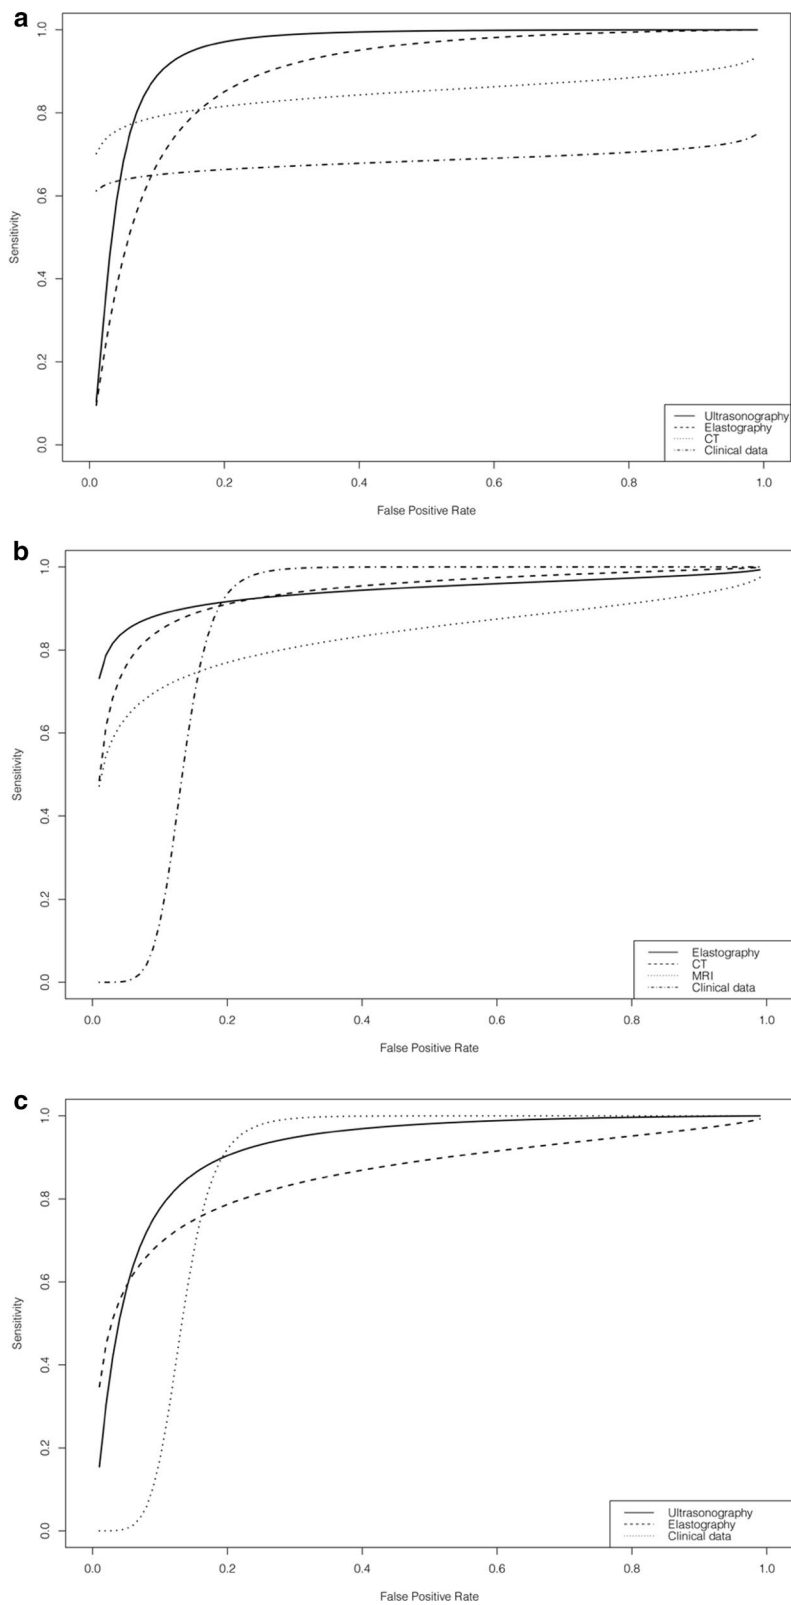 a
1.0
0.8
0.6
0.4
0.2
0.0
Sensitivity
Ultrasonography
Elastography
CT
Clinical data
0.0 0.2 0.4 0.6 0.8 1.0
False Positive Rate
b
1.0
0.8
0.6
0.4
0.2
0.0
Sensitivity
Elastography
CT
MRI
Clinical data
0.0 0.2 0.4 0.6 0.8 1.0
False Positive Rate
c
1.0
0.8
0.6
0.4
0.2
0.0
Sensitivity
Ultrasonography
Elastography
Clinical data
0.0 0.2 0.4 0.6 0.8 1.0
False Positive Rate